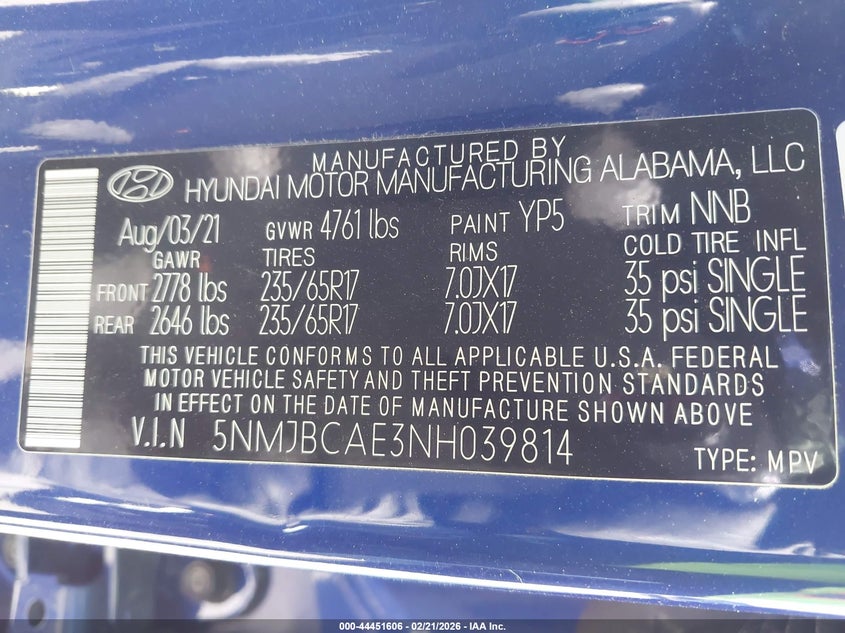 MANUFACTURED BY
HYUNDAI MOTOR MANUFACTURING ALABAMA, LLC
Aug/03/21 GVWR 4761 lbs PAINT YP5 TRIM NNB
GAWR TIRES RIMS COLD TIRE INFL
FRONT 2778 lbs 235/65R17 7.0JX17 35 psi SINGLE
REAR 2646 lbs 235/65R17 7.0JX17 35 psi SINGLE
THIS VEHICLE CONFORMS TO ALL APPLICABLE U.S.A. FEDERAL
MOTOR VEHICLE SAFETY AND THEFT PREVENTION STANDARDS
IN EFFECT ON THE DATE OF MANUFACTURE SHOWN ABOVE
V.I.N 5NMJBCAE3NH039814
TYPE: MPV
000-44451606 - 02/21/2026 - IAA Inc.